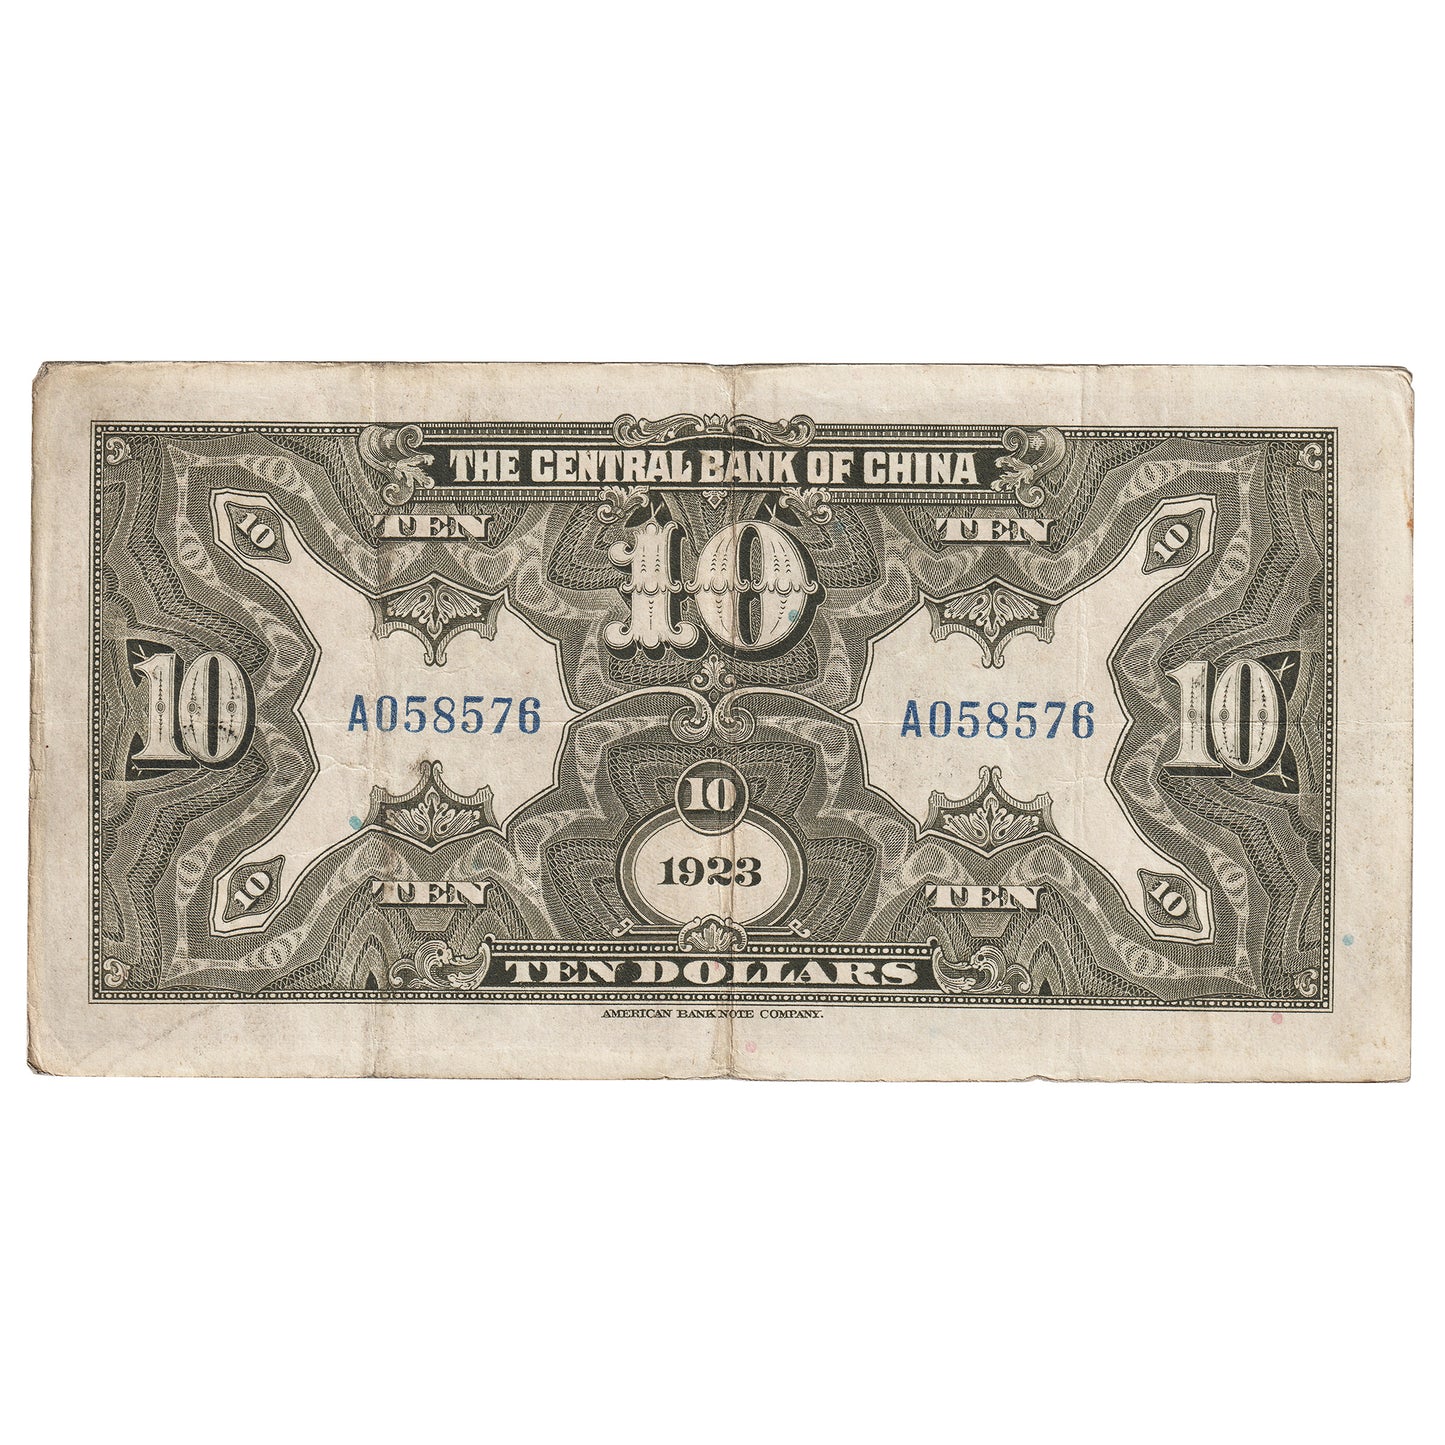 THE CENTRAL BANK OF CHINA
TEN 10 TEN
10 10
10 10
A058576 A058576
10
1923
10 10
TEN TEN
TEN DOLLARS
AMERICAN BANK NOTE COMPANY.